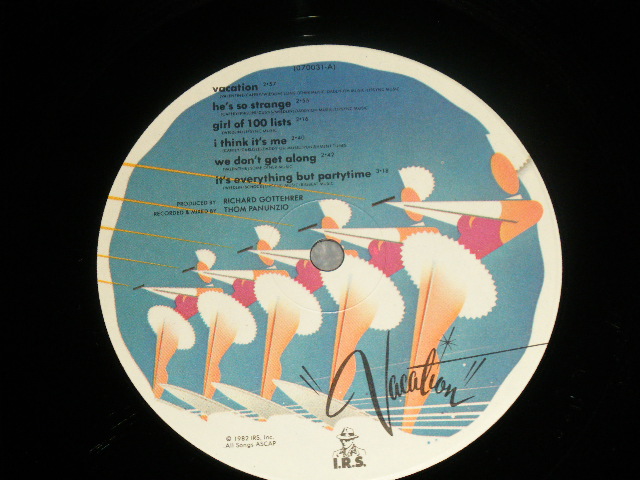 (070031-A)
vacation 2·57
he's so strange 2·55
girl of 100 lists 3·16
i think it's me 2·40
we don't get along 2·42
it's everything but partytime 3·18
PRODUCED BY RICHARD GOTTEHRER
RECORDED & MIXED BY THOM PANUNZIO
"Vacation"
© 1982 IRS, Inc.
All Songs ASCAP
I.R.S.